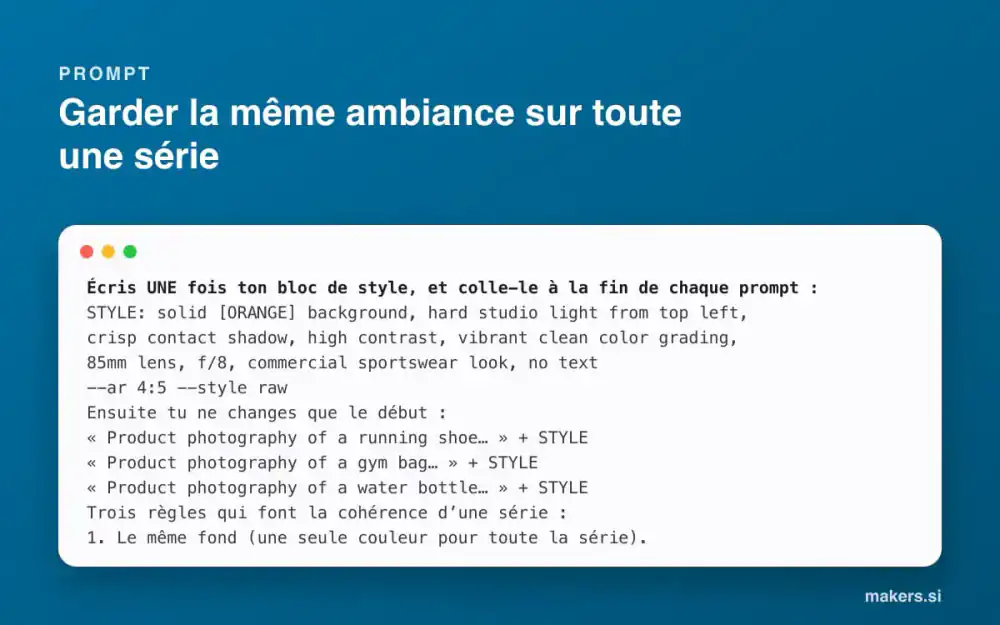 PROMPT
Garder la même ambiance sur toute
une série
Écris UNE fois ton bloc de style, et colle-le à la fin de chaque prompt :
STYLE: solid [ORANGE] background, hard studio light from top left,
crisp contact shadow, high contrast, vibrant clean color grading,
85mm lens, f/8, commercial sportswear look, no text
--ar 4:5 --style raw
Ensuite tu ne changes que le début :
« Product photography of a running shoe… » + STYLE
« Product photography of a gym bag… » + STYLE
« Product photography of a water bottle… » + STYLE
Trois règles qui font la cohérence d’une série :
1. Le même fond (une seule couleur pour toute la série).
makers.si